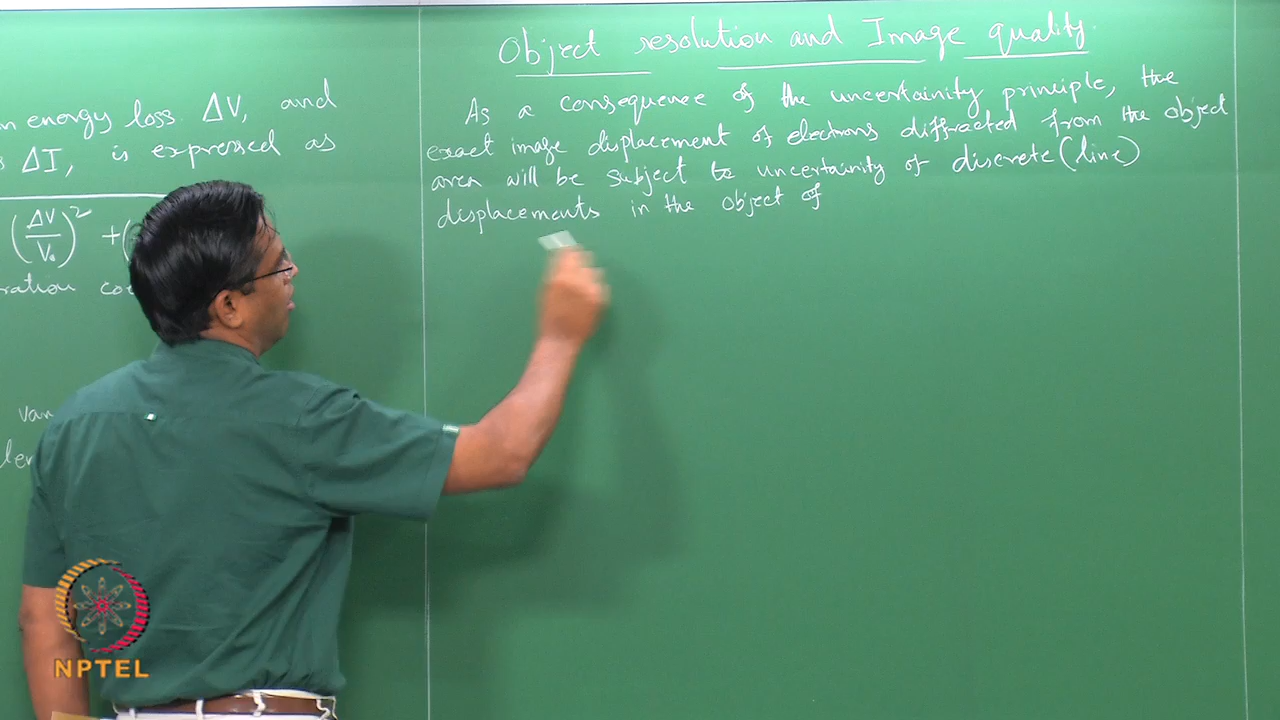 n energy loss ΔV, and
ΔI, is expressed as
(ΔV/V₀)² + (
ration co
van
Object resolution and Image quality.
As a consequence of the uncertainity principle, the
exact image displacement of electrons diffracted from the object
area will be subject to uncertainity of discrete (line)
displacements in the object of
NPTEL